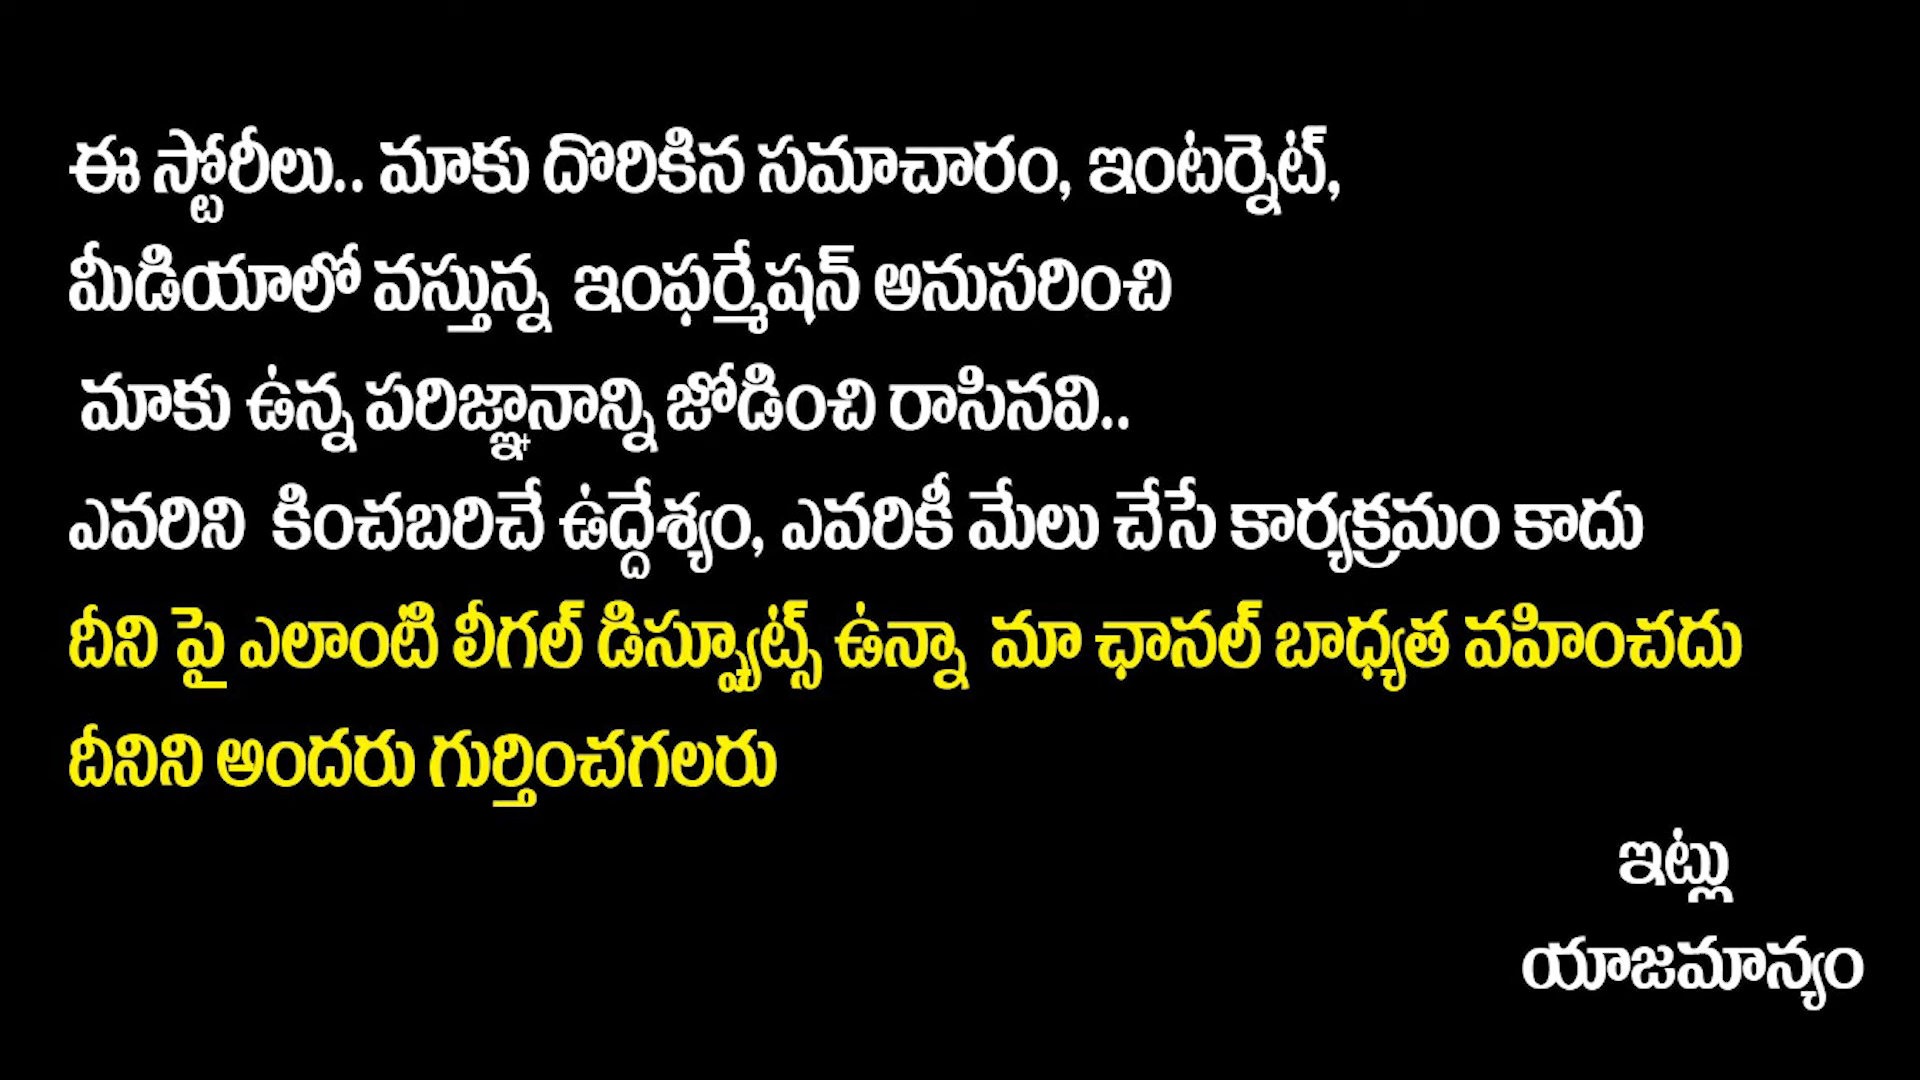 ఈ స్టోరీలు.. మాకు దొరికిన సమాచారం, ఇంటర్నెట్,
మీడియాలో వస్తున్న ఇంఫర్మేషన్ అనుసరించి
మాకు ఉన్న పరిజ్ఞానాన్ని జోడించి రాసినవి..
ఎవరిని కించబరిచే ఉద్దేశ్యం, ఎవరికీ మేలు చేసే కార్యక్రమం కాదు
దీని పై ఎలాంటి లీగల్ డిస్ప్యూట్స్ ఉన్నా మా ఛానల్ బాధ్యత వహించదు
దీనిని అందరు గుర్తించగలరు
ఇట్లు
యాజమాన్యం